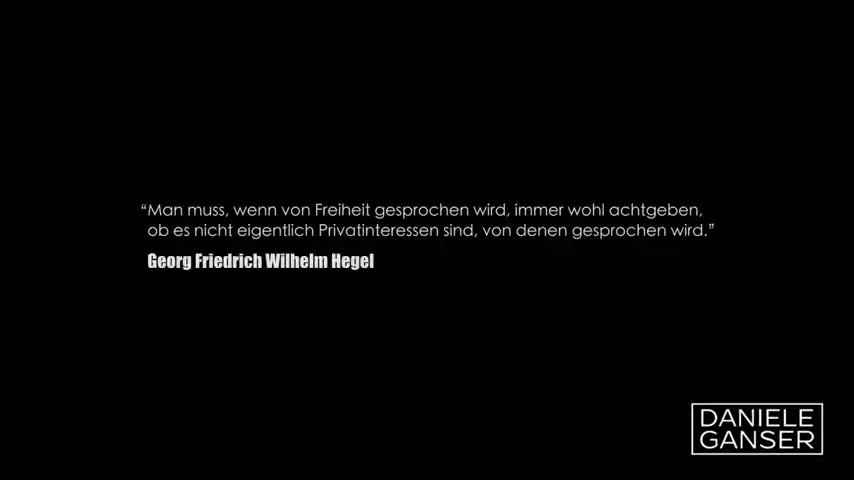 “Man muss, wenn von Freiheit gesprochen wird, immer wohl achtgeben,
ob es nicht eigentlich Privatinteressen sind, von denen gesprochen wird.”
Georg Friedrich Wilhelm Hegel
DANIELE
GANSER